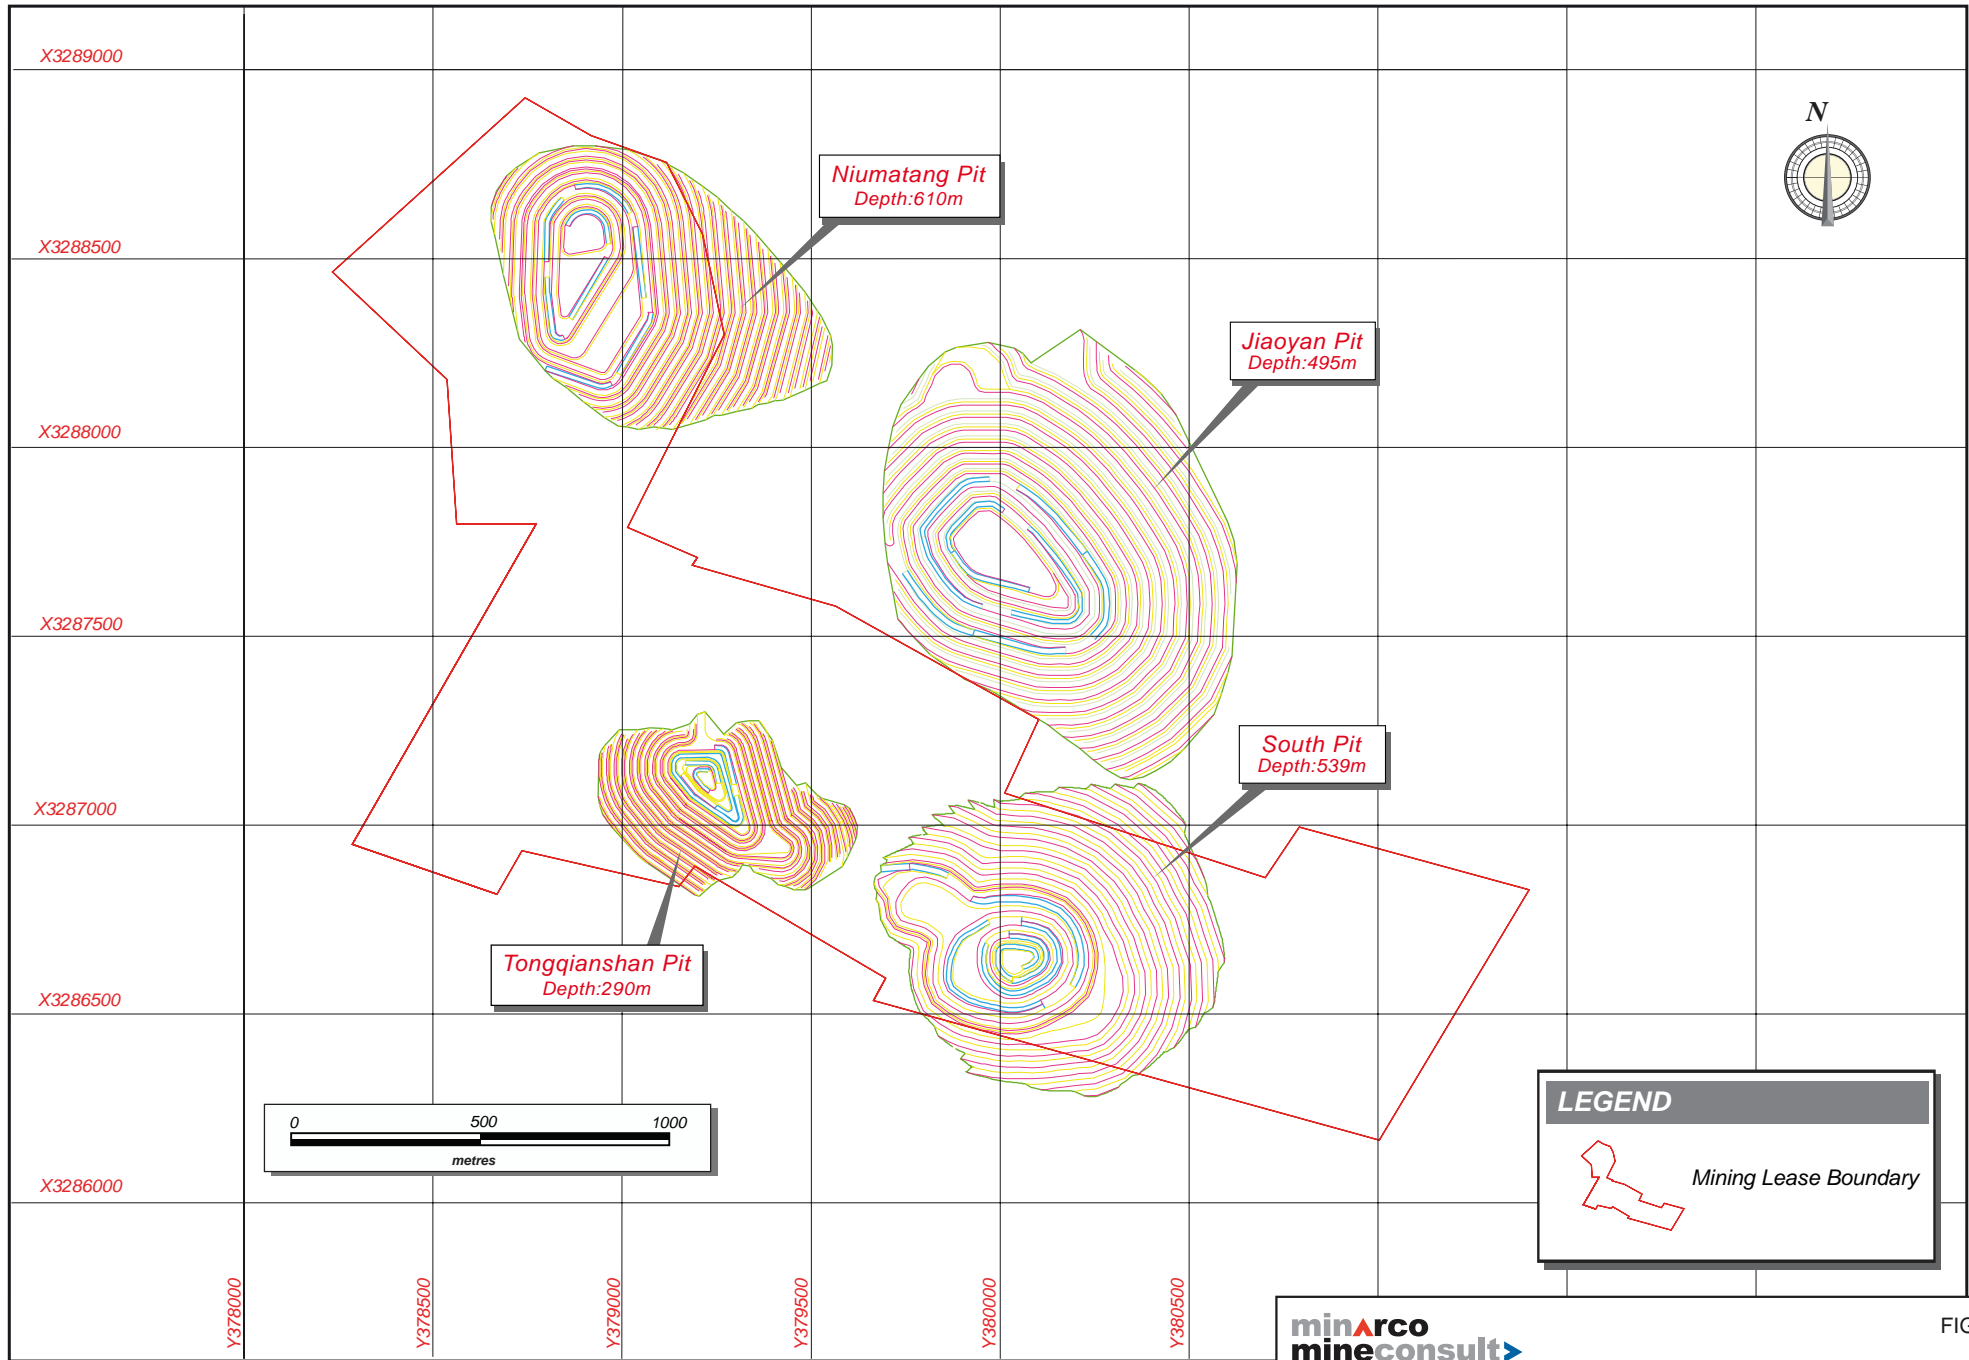 X3289000
N
Niumatang Pit
Depth:610m
X3288500
Jiaoyan Pit
Depth:495m
X3288000
X3287500
South Pit
Depth:539m
X3287000
Tongqianshan Pit
Depth:290m
X3286500
LEGEND
Mining Lease Boundary
0 500 1000
metres
X3286000
Y378000
Y378500
Y379000
Y379500
Y380000
Y380500
minarco
mineconsult
FIG